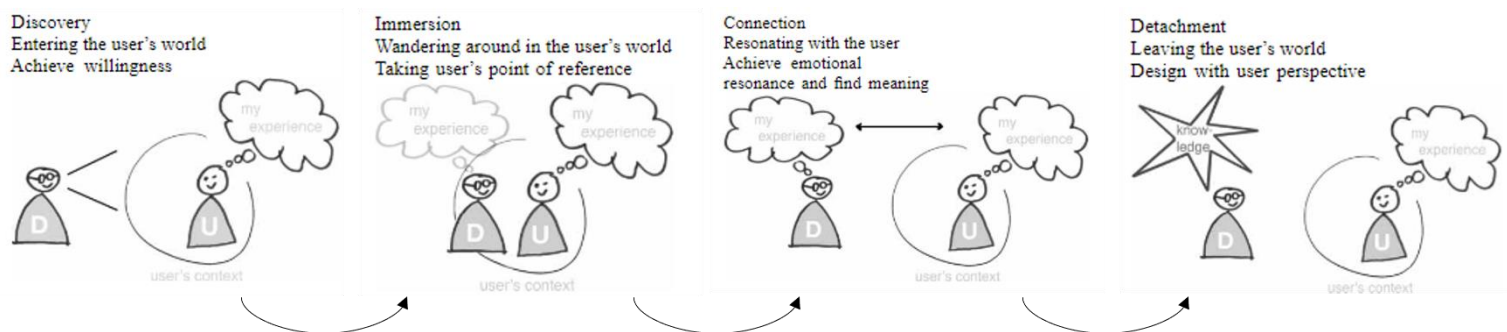 Discovery
Entering the user's world
Achieve willingness
my
experience
D
U
user's context
Immersion
Wandering around in the user's world
Taking user's point of reference
my
experience
my
experience
D
U
user's context
Connection
Resonating with the user
Achieve emotional
resonance and find meaning
my
experience
my
experience
D
U
user's context
Detachment
Leaving the user's world
Design with user perspective
know-
ledge
my
experience
D
U
user's context